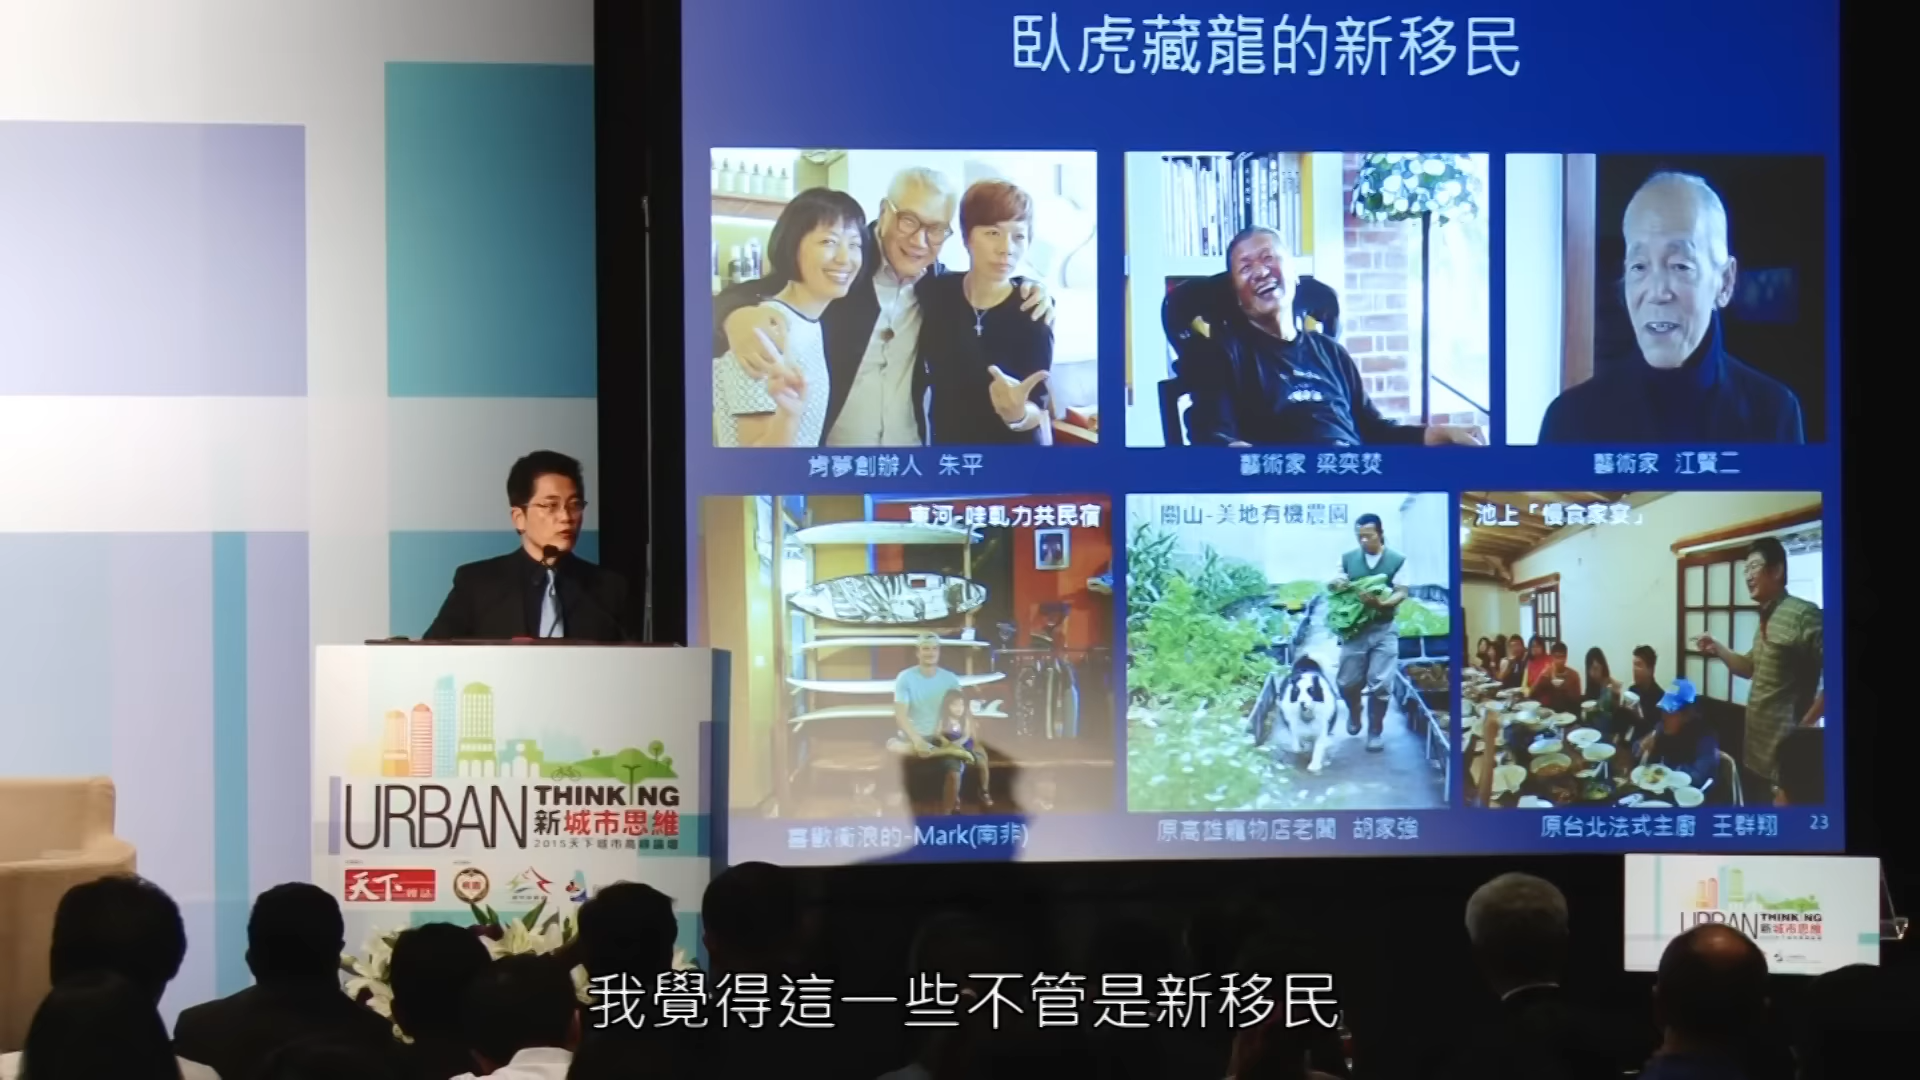 臥虎藏龍的新移民
肯夢創辦人 朱平
藝術家 梁奕焚
藝術家 江賢二
東河-哇軋力共民宿
關山-美地有機農園
池上「慢食家宴」
喜歡衝浪的-Mark(南非)
原高雄寵物店老闆 胡家強
原台北法式主廚 王群翔
23
URBAN THINKING
新城市思維
2015天下城市高峰論壇
天下雜誌
URBAN THINKING
新城市思維
我覺得這一些不管是新移民